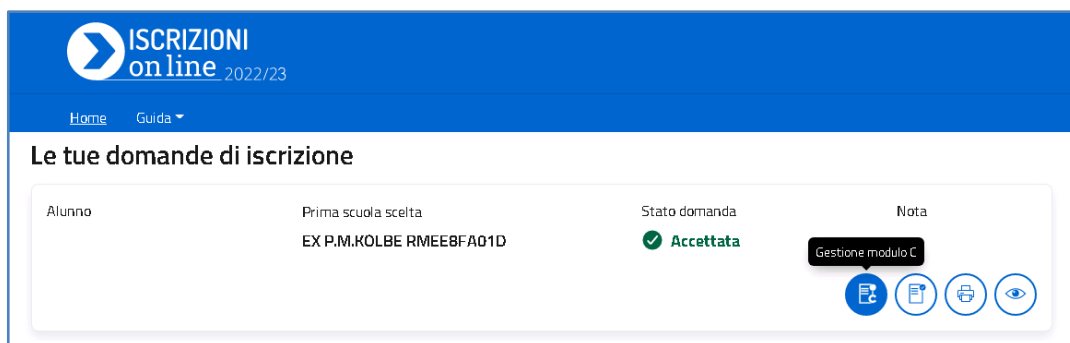 ISCRIZIONI
on line 2022/23
Home Guida
Le tue domande di iscrizione
Alunno Prima scuola scelta Stato domanda Nota
EX P.M.KOLBE RMEE8FA01D Accettata
Gestione modulo C